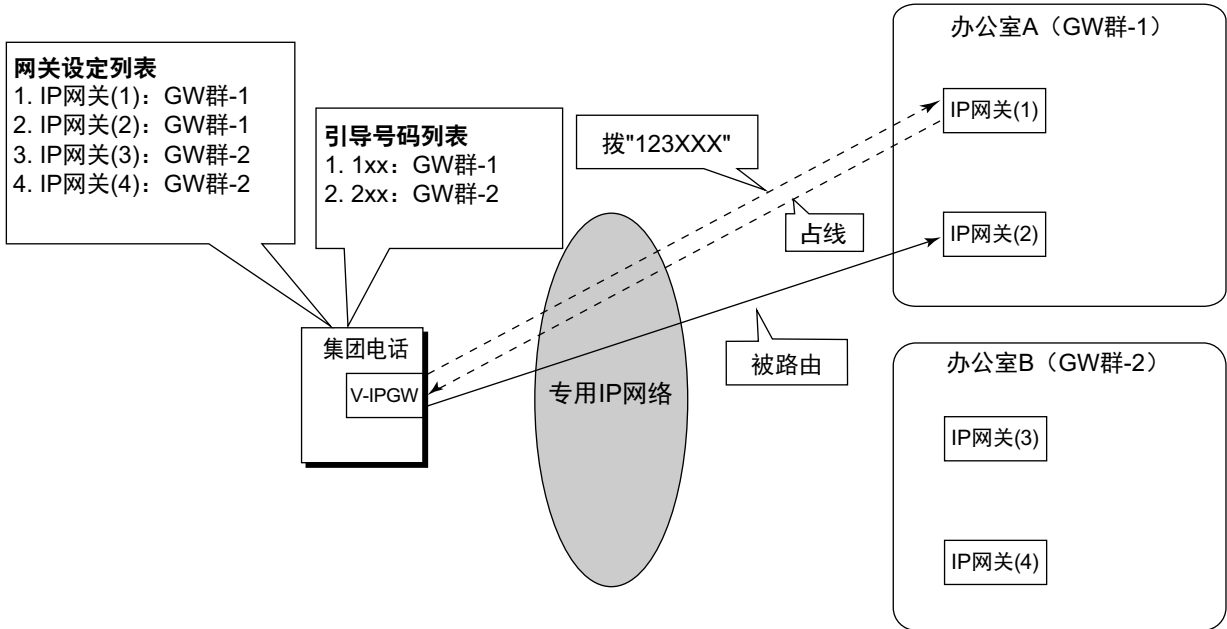 网关设定列表
1. IP网关(1)：GW群-1
2. IP网关(2)：GW群-1
3. IP网关(3)：GW群-2
4. IP网关(4)：GW群-2
引导号码列表
1. 1xx：GW群-1
2. 2xx：GW群-2
拨"123XXX"
占线
被路由
集团电话
V-IPGW
专用IP网络
办公室A（GW群-1）
IP网关(1)
IP网关(2)
办公室B（GW群-2）
IP网关(3)
IP网关(4)